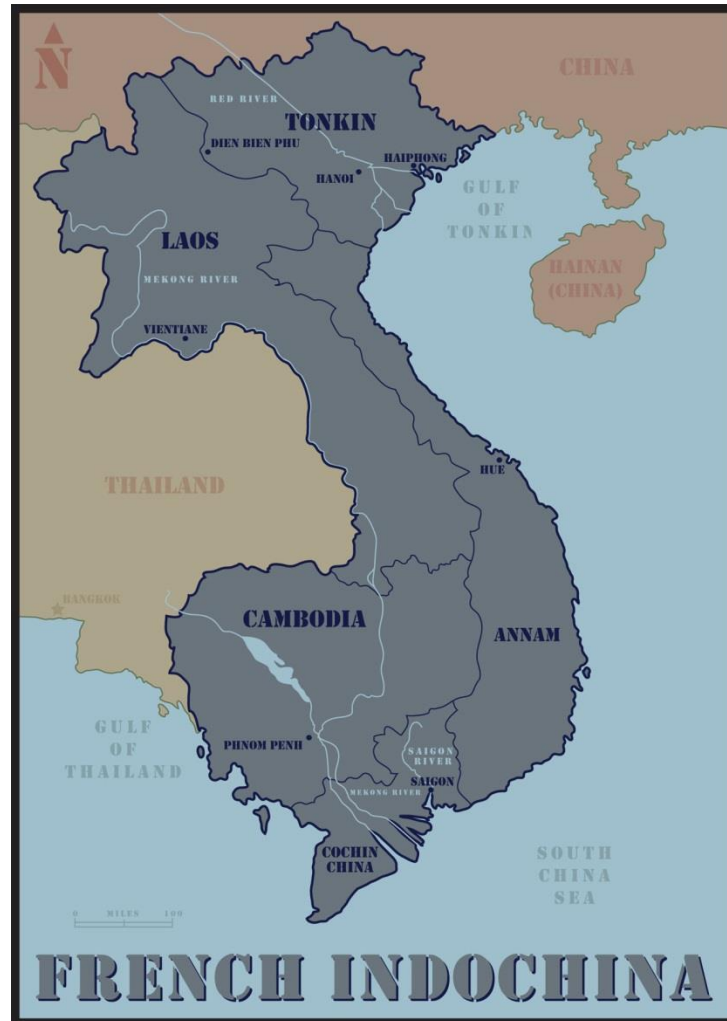 N
CHINA
RED RIVER
TONKIN
DIEN BIEN PHU
HAIPHONG
HANOI
GULF
OF
TONKIN
LAOS
HAINAN
(CHINA)
MEKONG RIVER
VIENTIANE
HUE
THAILAND
BANGKOK
CAMBODIA
ANNAM
GULF
OF
THAILAND
PHNOM PENH
SAIGON
RIVER
SAIGON
MEKONG RIVER
COCHIN
CHINA
SOUTH
CHINA
SEA
0 MILES 100
FRENCH INDOCHINA